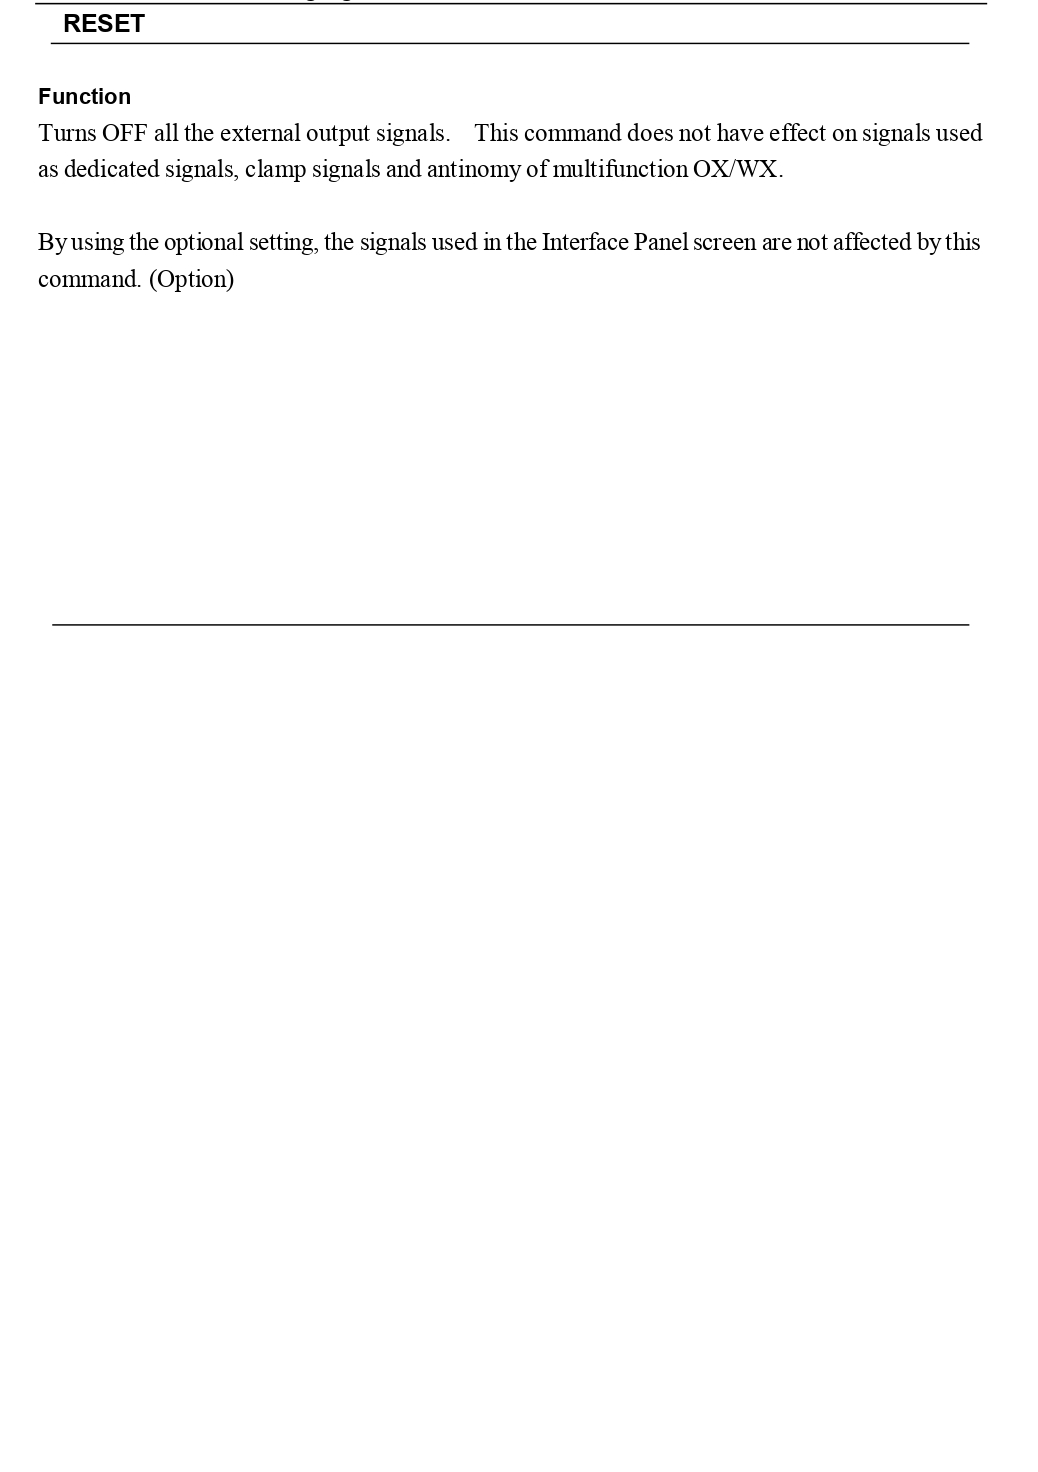 RESET
Function
Turns OFF all the external output signals. This command does not have effect on signals used
as dedicated signals, clamp signals and antinomy of multifunction OX/WX.
By using the optional setting, the signals used in the Interface Panel screen are not affected by this
command. (Option)